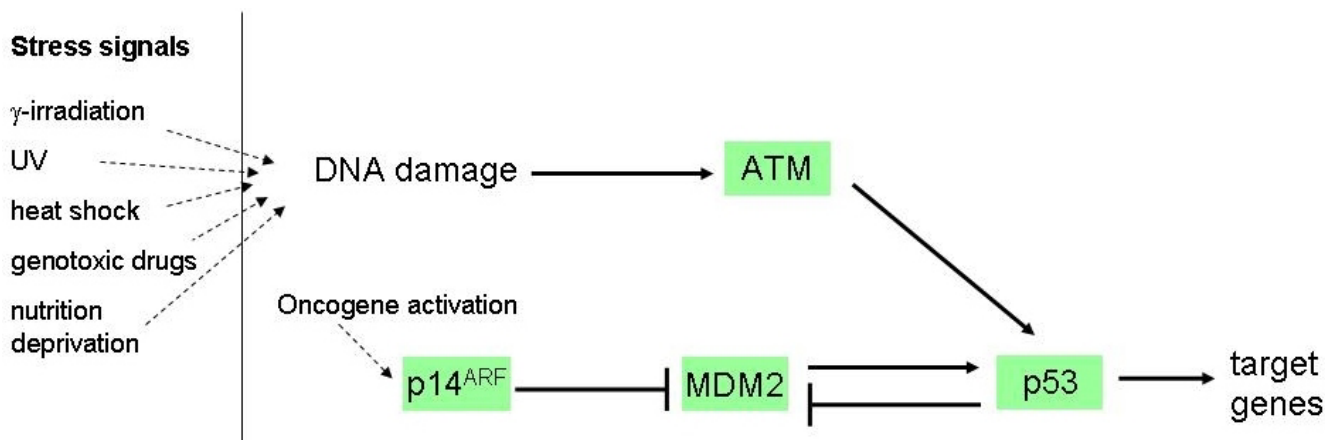 Stress signals
γ-irradiation
UV
heat shock
genotoxic drugs
nutrition
deprivation
DNA damage
ATM
Oncogene activation
p14ARF
MDM2
p53
target
genes